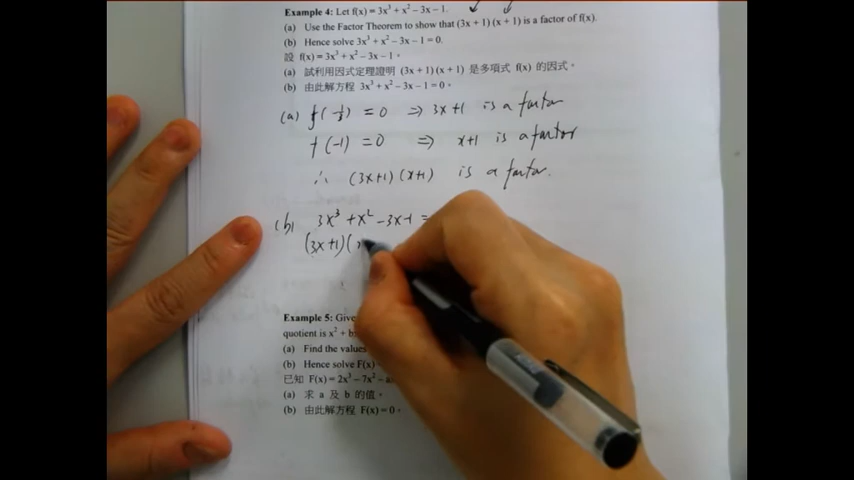 Example 4: Let f(x) = 3x³ + x² − 3x − 1.
(a) Use the Factor Theorem to show that (3x + 1) (x + 1) is a factor of f(x).
(b) Hence solve 3x³ + x² − 3x − 1 = 0.
設 f(x) = 3x³ + x² − 3x − 1。
(a) 試利用因式定理證明 (3x + 1) (x + 1) 是多項式 f(x) 的因式。
(b) 由此解方程 3x³ + x² − 3x − 1 = 0。
(a) f(-1/3) = 0 ⇒ 3x+1 is a factor
f(-1) = 0 ⇒ x+1 is a factor
∴ (3x+1)(x+1) is a factor.
(b) 3x³ + x² - 3x - 1 =
(3x+1)(
Example 5: Give
quotient is x² + b
(a) Find the values
(b) Hence solve F(x)
已知 F(x) = 2x³ − 7x² − a
(a) 求 a 及 b 的值。
(b) 由此解方程 F(x) = 0。